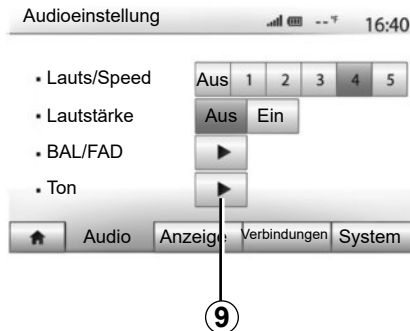 Audioeinstellung -- °F 16:40
▪ Lauts/Speed Aus 1 2 3 4 5
▪ Lautstärke Aus Ein
▪ BAL/FAD
▪ Ton
Audio Anzeige Verbindungen System
9